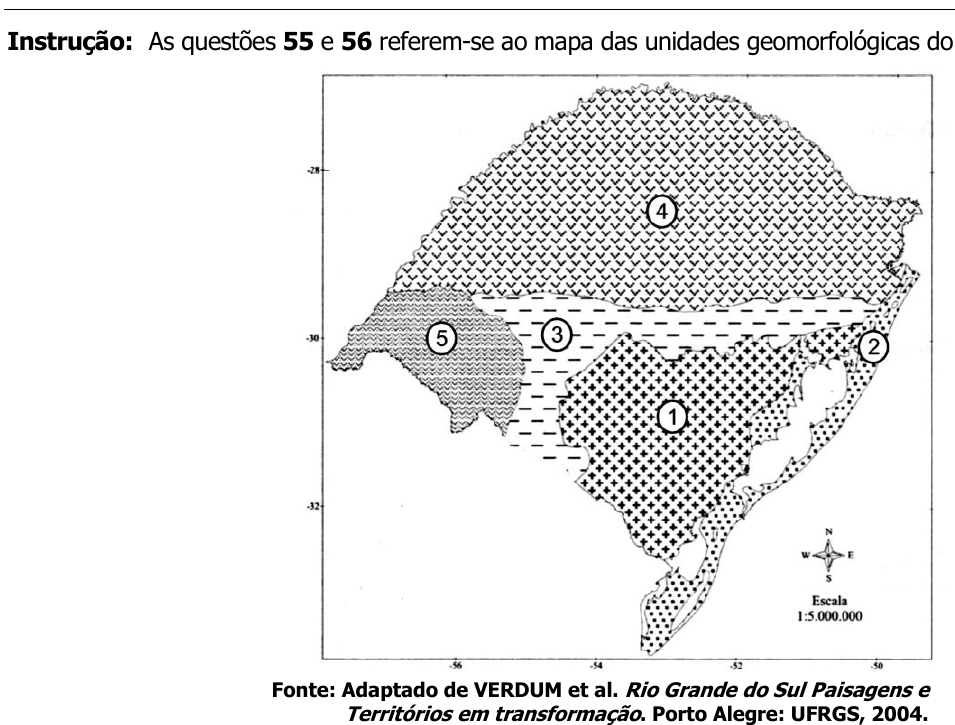 Instrução: As questões 55 e 56 referem-se ao mapa das unidades geomorfológicas do
-28
4
-30
5
3
2
1
-32
N
W E
S
Escala
1:5.000.000
-56 -54 -52 -50
Fonte: Adaptado de VERDUM et al. Rio Grande do Sul Paisagens e
Territórios em transformação. Porto Alegre: UFRGS, 2004.